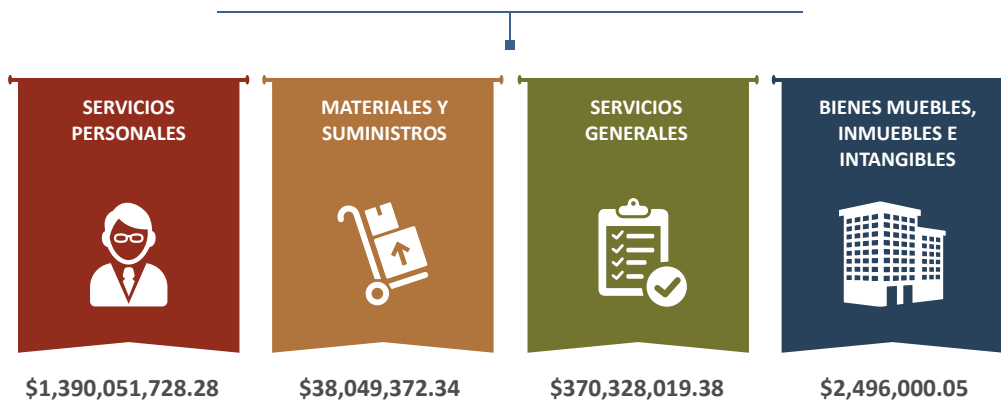 SERVICIOS
PERSONALES
MATERIALES Y
SUMINISTROS
SERVICIOS
GENERALES
BIENES MUEBLES,
INMUEBLES E
INTANGIBLES
$1,390,051,728.28
$38,049,372.34
$370,328,019.38
$2,496,000.05